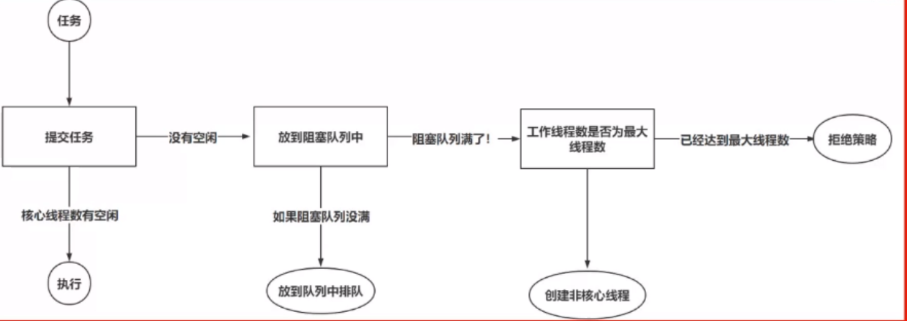 任务
提交任务
没有空闲
放到阻塞队列中
阻塞队列满了！
工作线程数是否为最大
线程数
已经达到最大线程数
拒绝策略
核心线程数有空闲
如果阻塞队列没满
执行
放到队列中排队
创建非核心线程